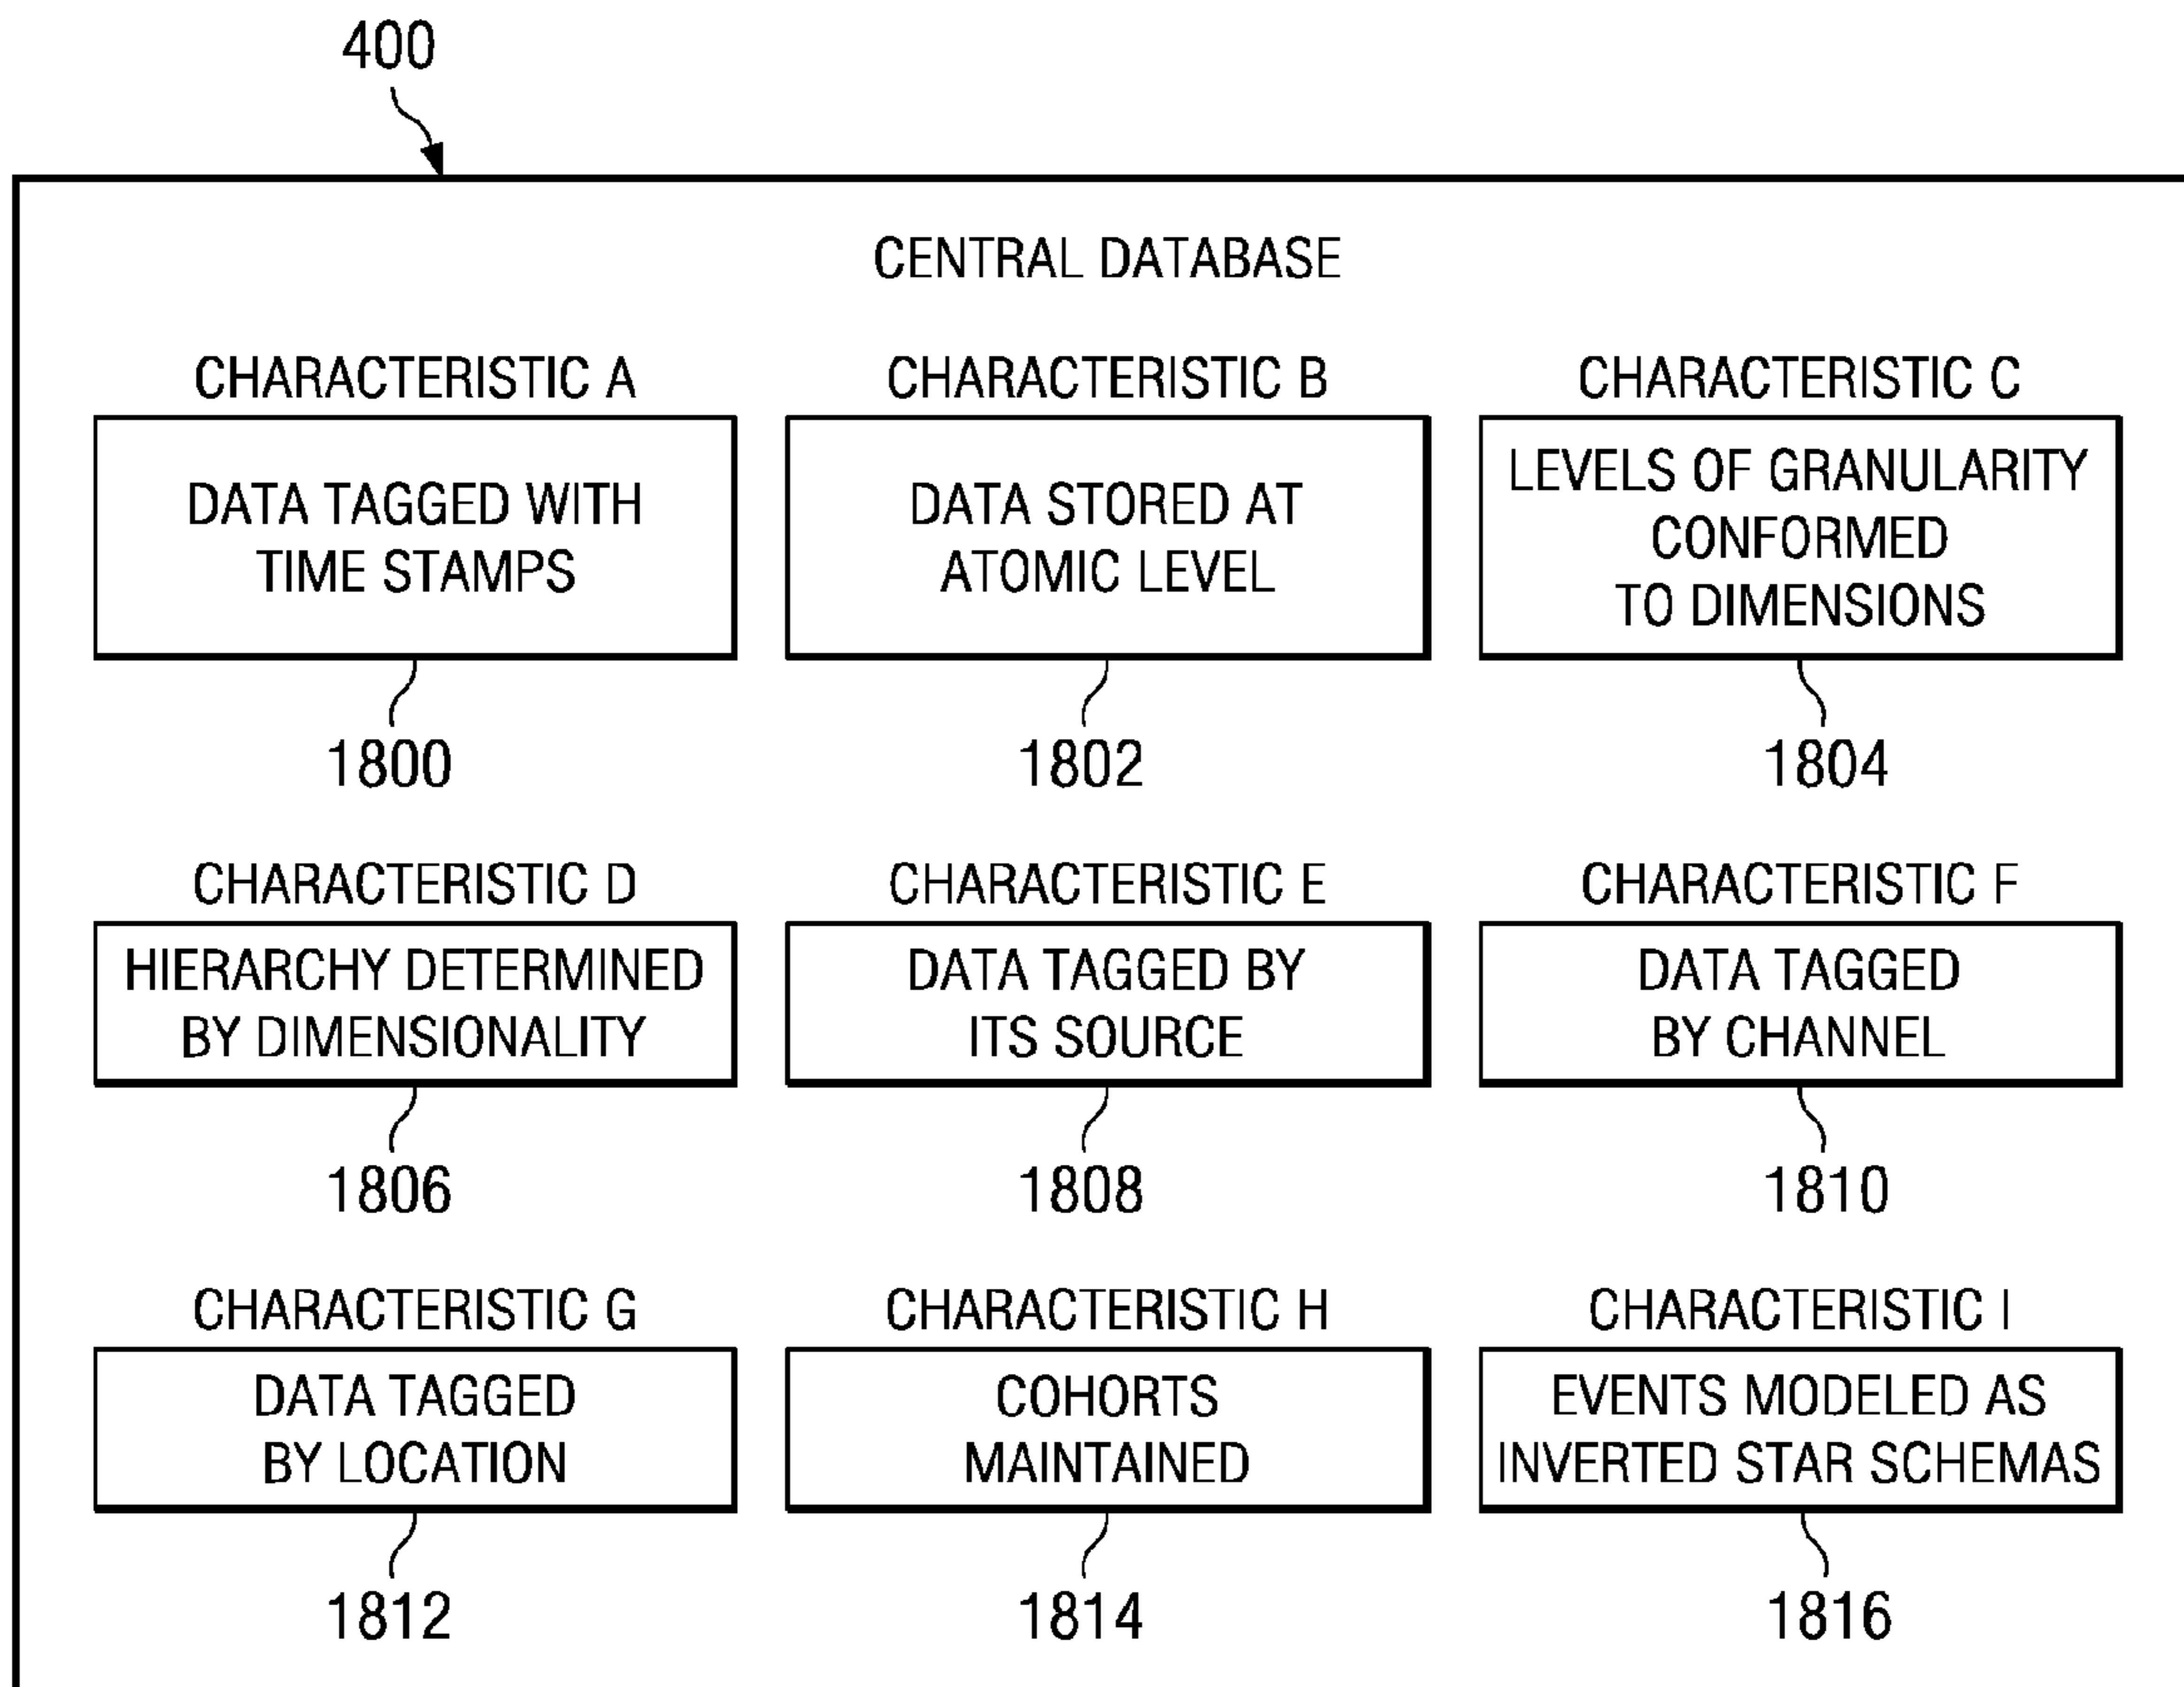 400
CENTRAL DATABASE
CHARACTERISTIC A
DATA TAGGED WITH
TIME STAMPS
1800
CHARACTERISTIC B
DATA STORED AT
ATOMIC LEVEL
1802
CHARACTERISTIC C
LEVELS OF GRANULARITY
CONFORMED
TO DIMENSIONS
1804
CHARACTERISTIC D
HIERARCHY DETERMINED
BY DIMENSIONALITY
1806
CHARACTERISTIC E
DATA TAGGED BY
ITS SOURCE
1808
CHARACTERISTIC F
DATA TAGGED
BY CHANNEL
1810
CHARACTERISTIC G
DATA TAGGED
BY LOCATION
1812
CHARACTERISTIC H
COHORTS
MAINTAINED
1814
CHARACTERISTIC I
EVENTS MODELED AS
INVERTED STAR SCHEMAS
1816